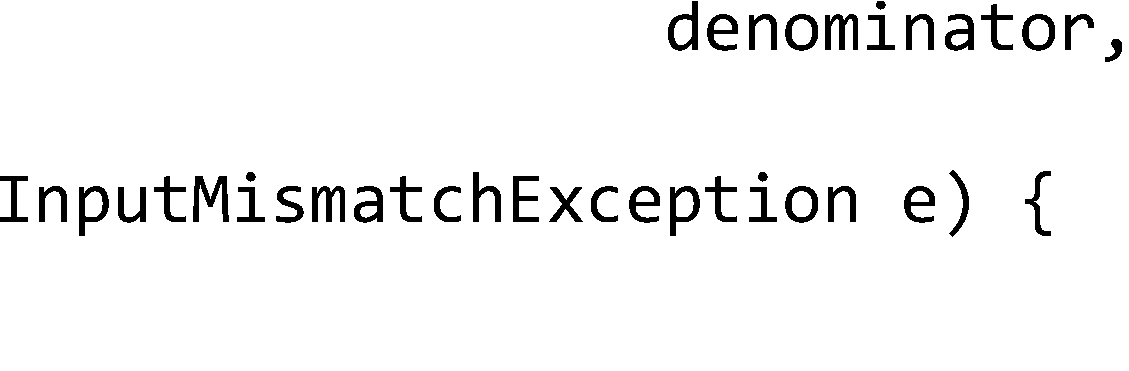 denominator,
InputMismatchException e) {